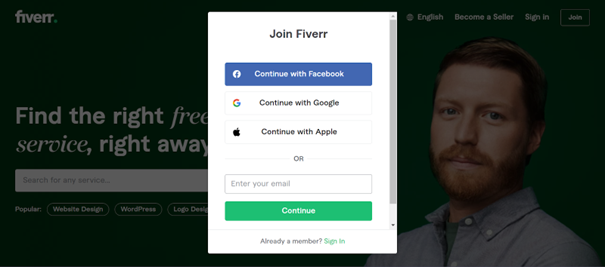 fiverr.
English
Become a Seller
Sign in
Join
Find the right free
service, right away
Search for any service...
Popular:
Website Design
WordPress
Logo Desig
Join Fiverr
Continue with Facebook
Continue with Google
Continue with Apple
OR
Enter your email
Continue
Already a member? Sign In